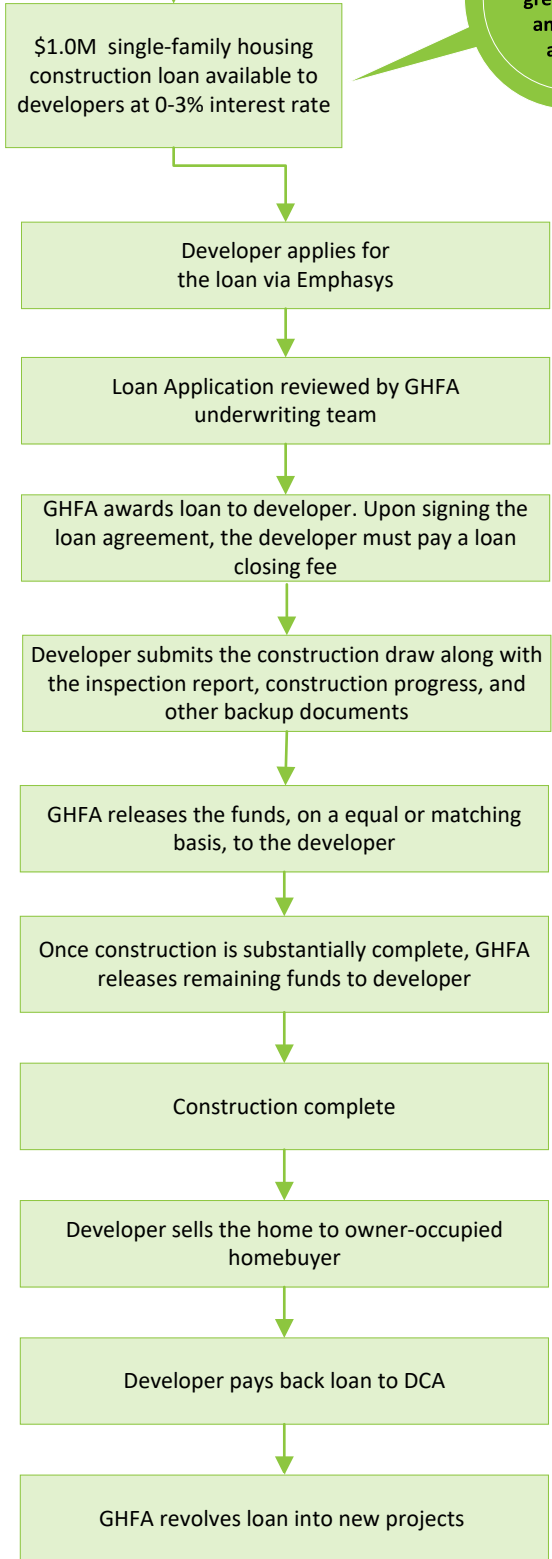 $1.0M single-family housing
construction loan available to
developers at 0-3% interest rate
Developer applies for
the loan via Emphasys
Loan Application reviewed by GHFA
underwriting team
GHFA awards loan to developer. Upon signing the
loan agreement, the developer must pay a loan
closing fee
Developer submits the construction draw along with
the inspection report, construction progress, and
other backup documents
GHFA releases the funds, on a equal or matching
basis, to the developer
Once construction is substantially complete, GHFA
releases remaining funds to developer
Construction complete
Developer sells the home to owner-occupied
homebuyer
Developer pays back loan to DCA
GHFA revolves loan into new projects